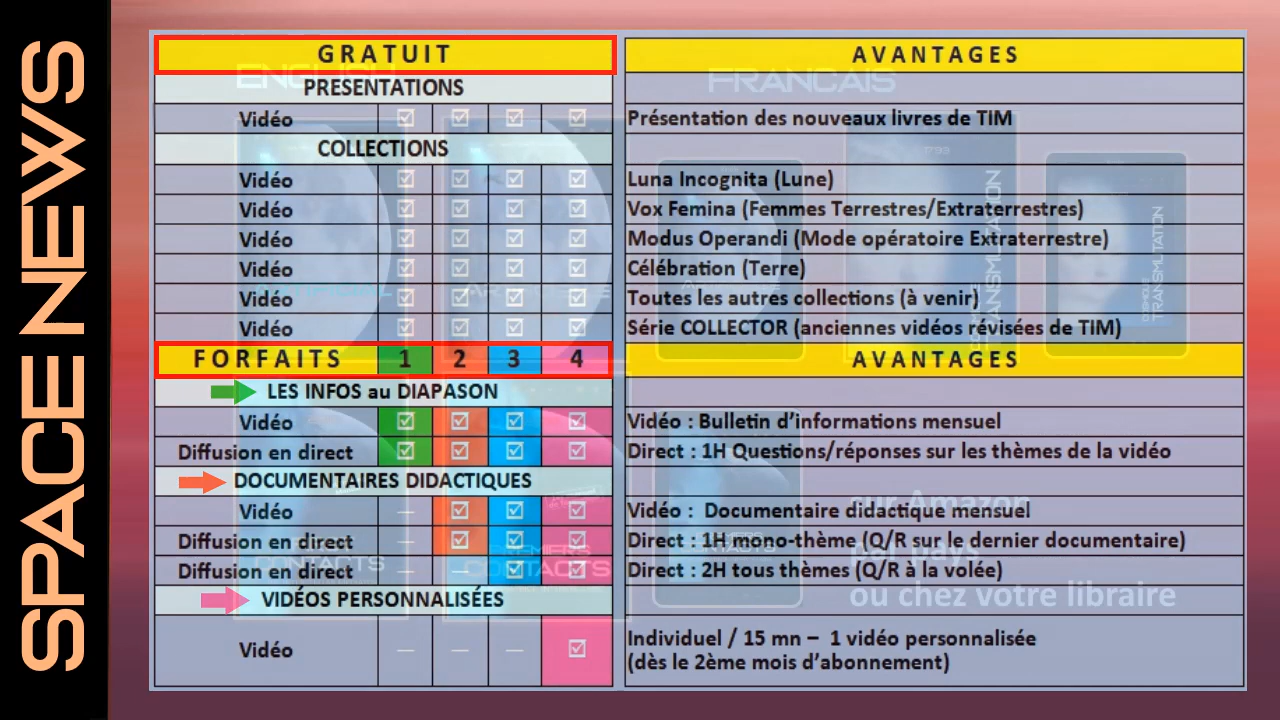 SPACE NEWS
GRATUIT AVANTAGES
ENGLISH FRANCAIS
PRESENTATIONS
Vidéo Présentation des nouveaux livres de TIM
COLLECTIONS
Vidéo Luna Incognita (Lune)
Vidéo Vox Femina (Femmes Terrestres/Extraterrestres)
Vidéo Modus Operandi (Mode opératoire Extraterrestre)
Vidéo Célébration (Terre)
Vidéo Toutes les autres collections (à venir)
Vidéo Série COLLECTOR (anciennes vidéos révisées de TIM)
FORFAITS 1 2 3 4 AVANTAGES
LES INFOS au DIAPASON
Vidéo Vidéo : Bulletin d'informations mensuel
Diffusion en direct Direct : 1H Questions/réponses sur les thèmes de la vidéo
DOCUMENTAIRES DIDACTIQUES
sur Amazon
Vidéo — Vidéo : Documentaire didactique mensuel
Diffusion en direct — Direct : 1H mono-thème (Q/R sur le dernier documentaire)
par pays
Diffusion en direct — — Direct : 2H tous thèmes (Q/R à la volée)
PREMIERS
CONTACTS
ou chez votre libraire
VIDÉOS PERSONNALISÉES
Vidéo — — — Individuel / 15 mn – 1 vidéo personnalisée
(dès le 2ème mois d'abonnement)